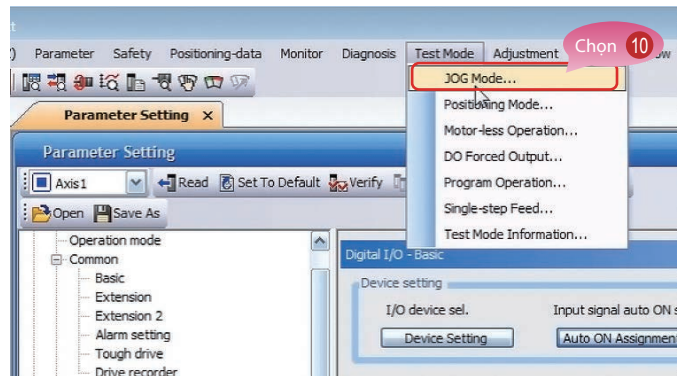 Parameter Safety Positioning-data Monitor Diagnosis Test Mode Adjustment
Chọn 10
JOG Mode...
Parameter Setting X
Positioning Mode...
Motor-less Operation...
Parameter Setting
DO Forced Output...
Axis1 Read Set To Default Verify
Program Operation...
Open Save As
Single-step Feed...
Test Mode Information...
Operation mode
Common
Digital I/O - Basic
Basic
Device setting
Extension
I/O device sel.
Input signal auto ON s
Extension 2
Alarm setting
Device Setting
Auto ON Assignment
Tough drive
Drive recorder